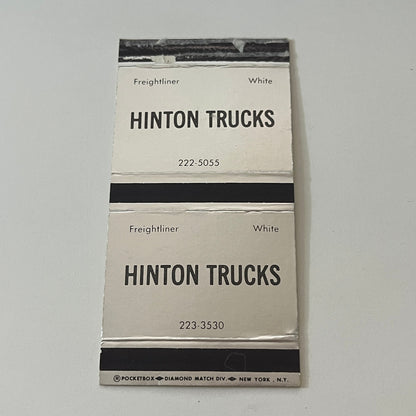 Freightliner White
HINTON TRUCKS
222-5055
Freightliner White
HINTON TRUCKS
223-3530
POCKETBOX DIAMOND MATCH DIV. NEW YORK, N.Y.